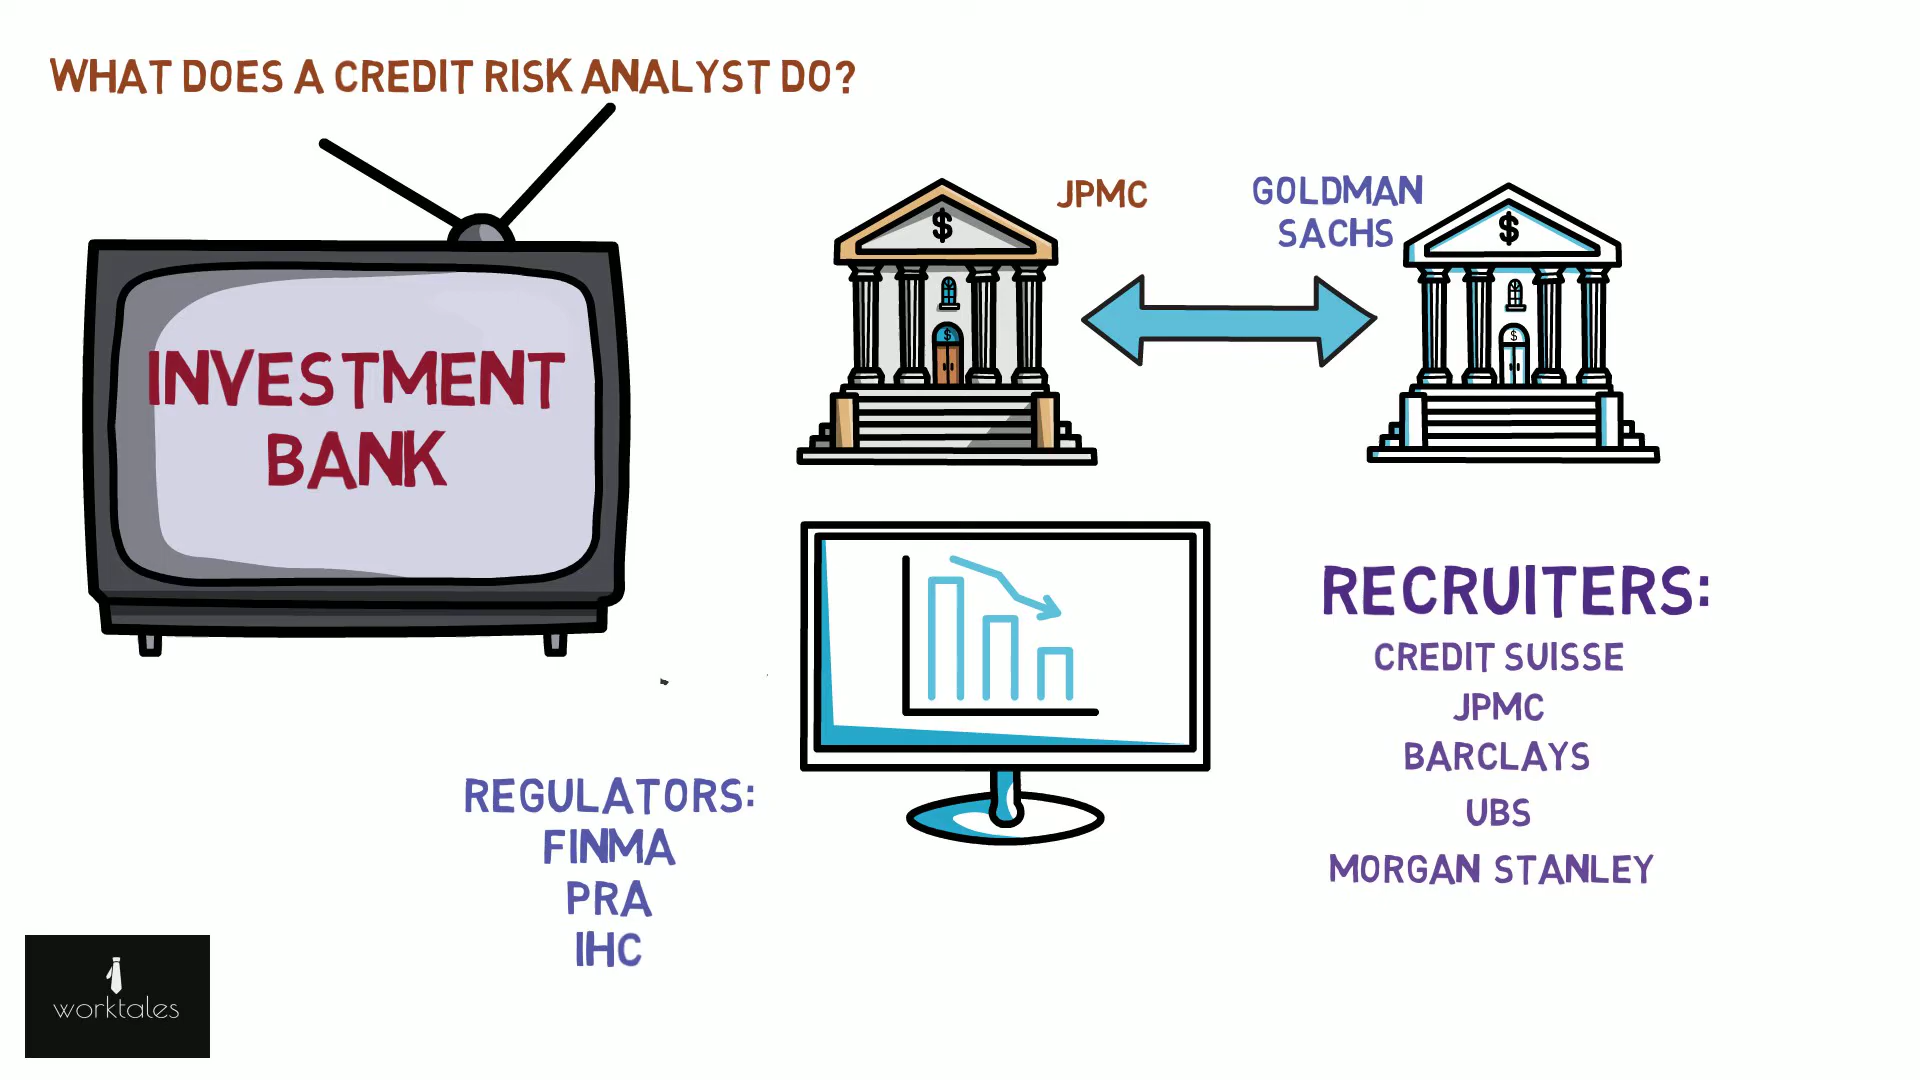 WHAT DOES A CREDIT RISK ANALYST DO?
INVESTMENT
BANK
JPMC
GOLDMAN
SACHS
$
$
$
$
RECRUITERS:
CREDIT SUISSE
JPMC
BARCLAYS
UBS
MORGAN STANLEY
REGULATORS:
FINMA
PRA
IHC
worktales